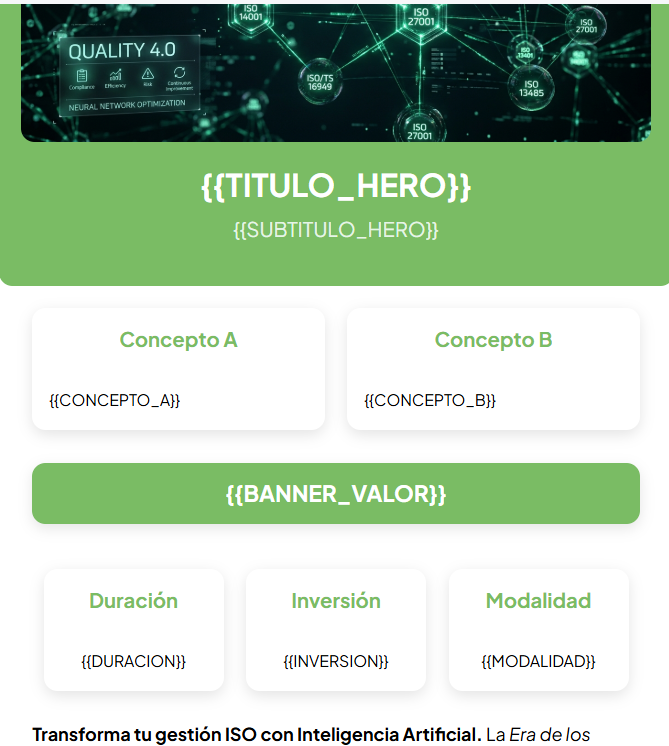 ISO
14001
ISO
27001
ISO
27001
QUALITY 4.0
Compliance
Efficiency
Risk
Continuous
Improvement
NEURAL NETWORK OPTIMIZATION
ISO/TS
16949
ISO
13485
ISO
27001
{{TITULO_HERO}}
{{SUBTITULO_HERO}}
Concepto A
Concepto B
{{CONCEPTO_A}}
{{CONCEPTO_B}}
{{BANNER_VALOR}}
Duración
Inversión
Modalidad
{{DURACION}}
{{INVERSION}}
{{MODALIDAD}}
Transforma tu gestión ISO con Inteligencia Artificial. La Era de los